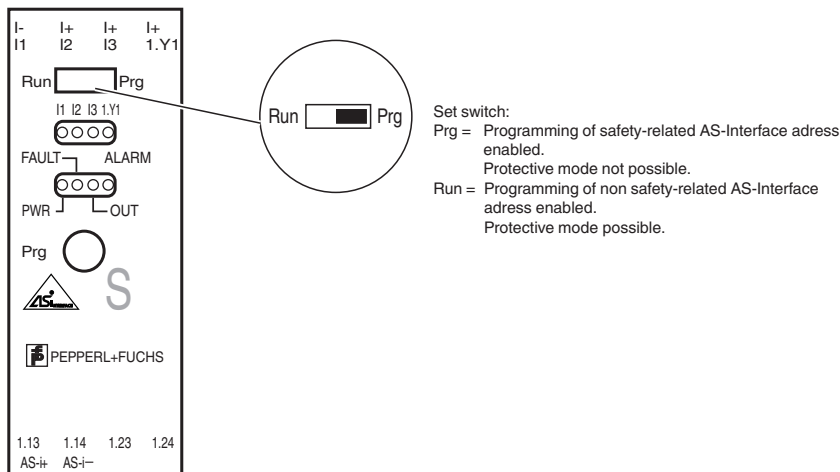 I- I+ I+ I+
I1 I2 I3 1.Y1
Run Prg
I1 I2 I3 1.Y1
FAULT ALARM
PWR OUT
Prg
AS INTERFACE
S
PEPPERL+FUCHS
1.13 1.14 1.23 1.24
AS-i+ AS-i−
Run Prg
Set switch:
Prg = Programming of safety-related AS-Interface adress
enabled.
Protective mode not possible.
Run = Programming of non safety-related AS-Interface
adress enabled.
Protective mode possible.